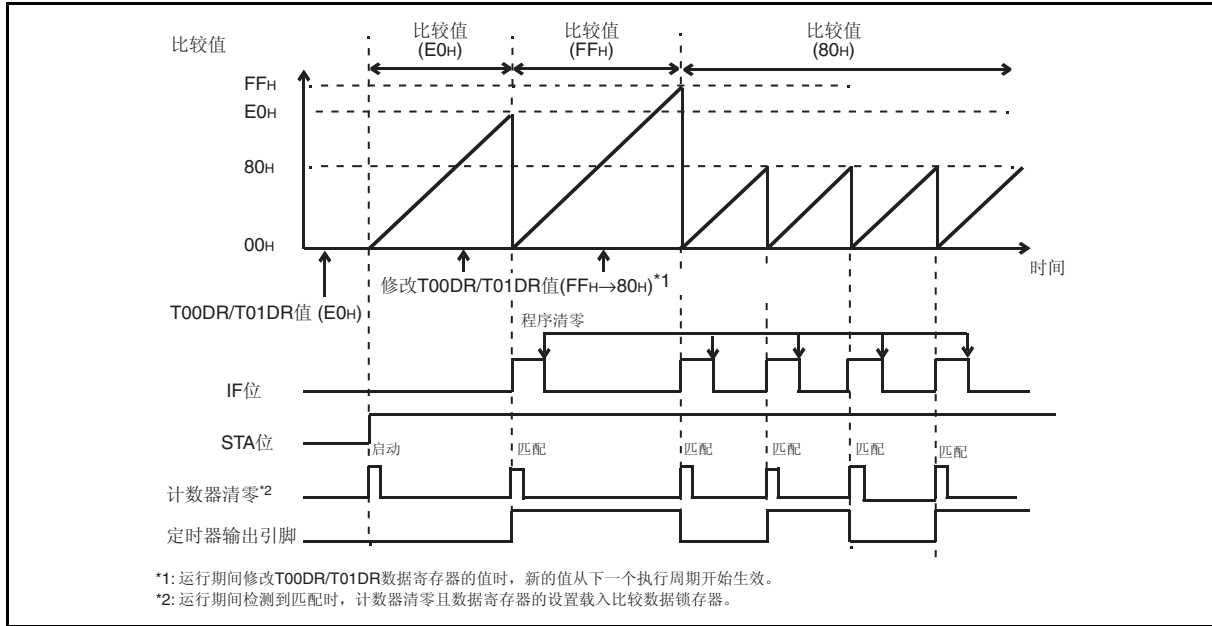 比较值
比较值
(E0H)
比较值
(FFH)
比较值
(80H)
FFH
E0H
80H
00H
时间
修改T00DR/T01DR值(FFH→80H)*1
T00DR/T01DR值 (E0H)
程序清零
IF位
STA位
启动
匹配
匹配
匹配
匹配
匹配
计数器清零*2
定时器输出引脚
*1: 运行期间修改T00DR/T01DR数据寄存器的值时，新的值从下一个执行周期开始生效。
*2: 运行期间检测到匹配时，计数器清零且数据寄存器的设置载入比较数据锁存器。